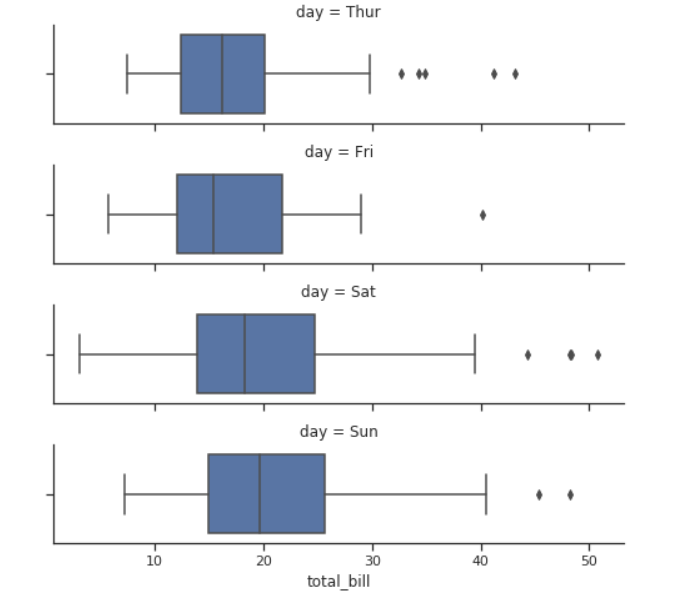 day = Thur
day = Fri
day = Sat
day = Sun
10 20 30 40 50
total_bill